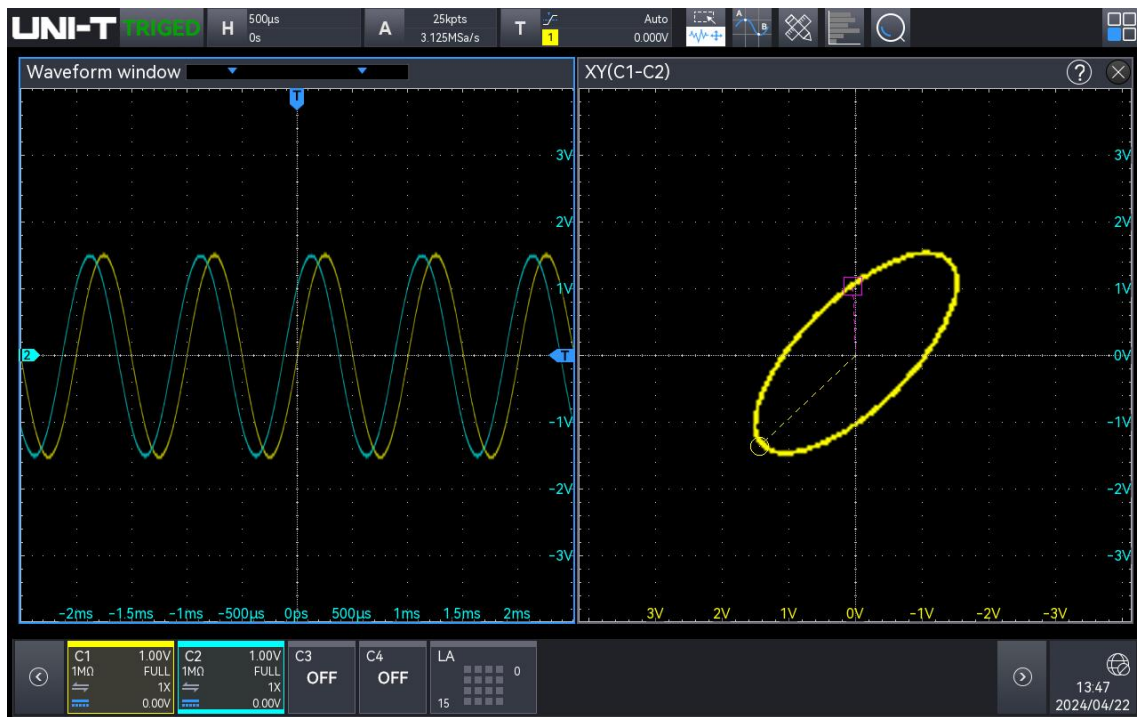 UNI-T TRIGED H 500μs 0s A 25kpts 3.125MSa/s T 1 Auto 0.000V A B
Waveform window
T
3V
2V
1V
2 T
-1V
-2V
-3V
-2ms -1.5ms -1ms -500μs 0ps 500μs 1ms 1.5ms 2ms
XY(C1-C2) ?
3V
2V
1V
0V
-1V
-2V
-3V
3V 2V 1V 0V -1V -2V -3V
C1 1.00V
1MΩ FULL
1X
0.00V
C2 1.00V
1MΩ FULL
1X
0.00V
C3
OFF
C4
OFF
LA
0
15
13:47
2024/04/22